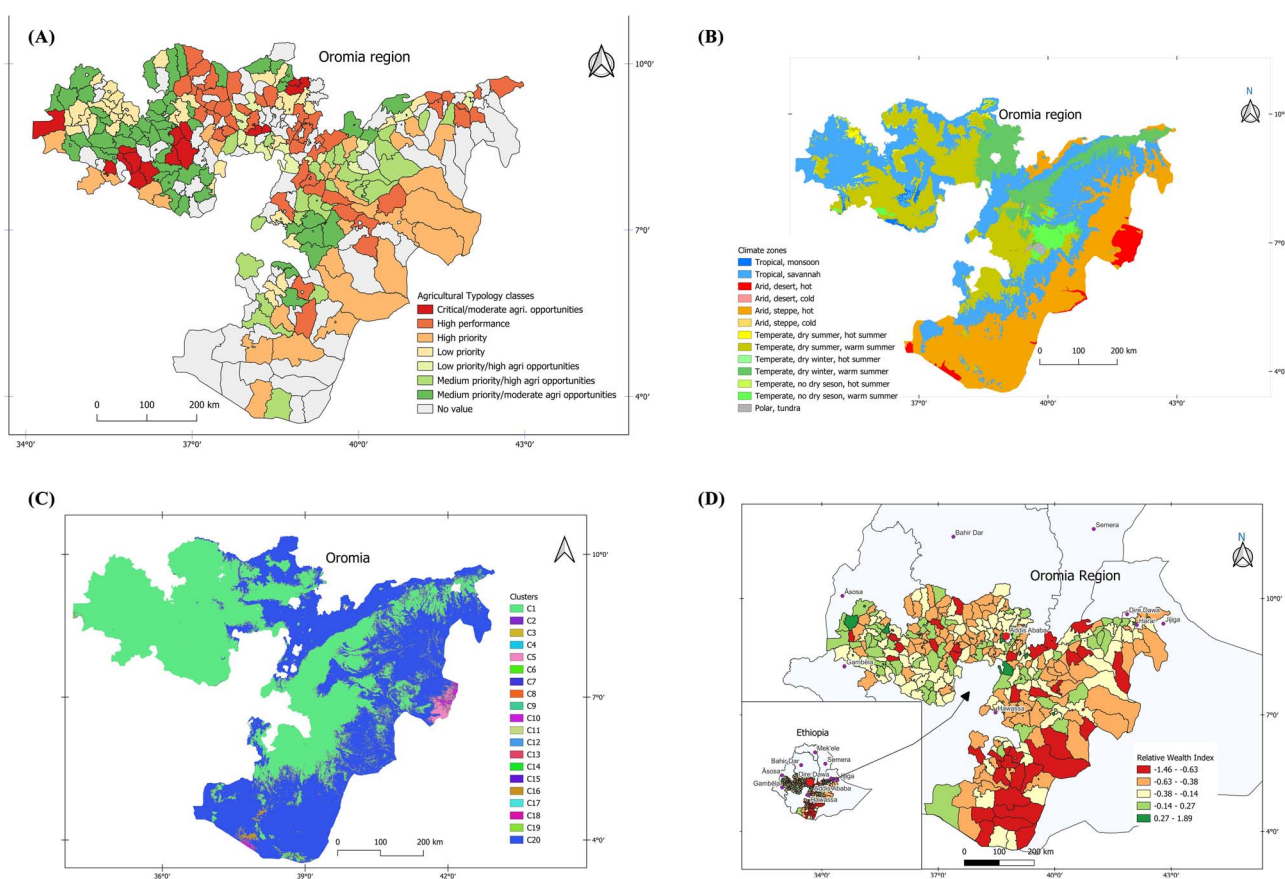 (A)
Oromia region
10°0'
7°0'
4°0'
Agricultural Typology classes
Critical/moderate agri. opportunities
High performance
High priority
Low priority
Low priority/high agri opportunities
Medium priority/high agri opportunities
Medium priority/moderate agri opportunities
No value
0 100 200 km
34°0' 37°0' 40°0' 43°0'
(B)
N
Oromia region
10°0'
7°0'
4°0'
Climate zones
Tropical, monsoon
Tropical, savannah
Arid, desert, hot
Arid, desert, cold
Arid, steppe, hot
Arid, steppe, cold
Temperate, dry summer, hot summer
Temperate, dry summer, warm summer
Temperate, dry winter, hot summer
Temperate, dry winter, warm summer
Temperate, no dry seson, hot summer
Temperate, no dry seson, warm summer
Polar, tundra
0 100 200 km
37°0' 40°0' 43°0'
(C)
Oromia
10°0'
7°0'
4°0'
Clusters
C1
C2
C3
C4
C5
C6
C7
C8
C9
C10
C11
C12
C13
C14
C15
C16
C17
C18
C19
C20
0 100 200 km
36°0' 39°0' 42°0'
(D)
N
Bahir Dar
Semera
Oromia Region
10°0'
Āsosa
Dire Dawa
Harar
Jijiga
Addis Ababa
Gambēla
7°0'
Hawassa
Ethiopia
Mek'ele
Bahir Dar
Semera
Āsosa
Dire Dawa
Jijiga
Gambēla
Addis Ababa
Hawassa
Relative Wealth Index
-1.46 - -0.63
-0.63 - -0.38
-0.38 - -0.14
-0.14 - 0.27
0.27 - 1.89
4°0'
0 100 200 km
34°0' 37°0' 40°0' 43°0'